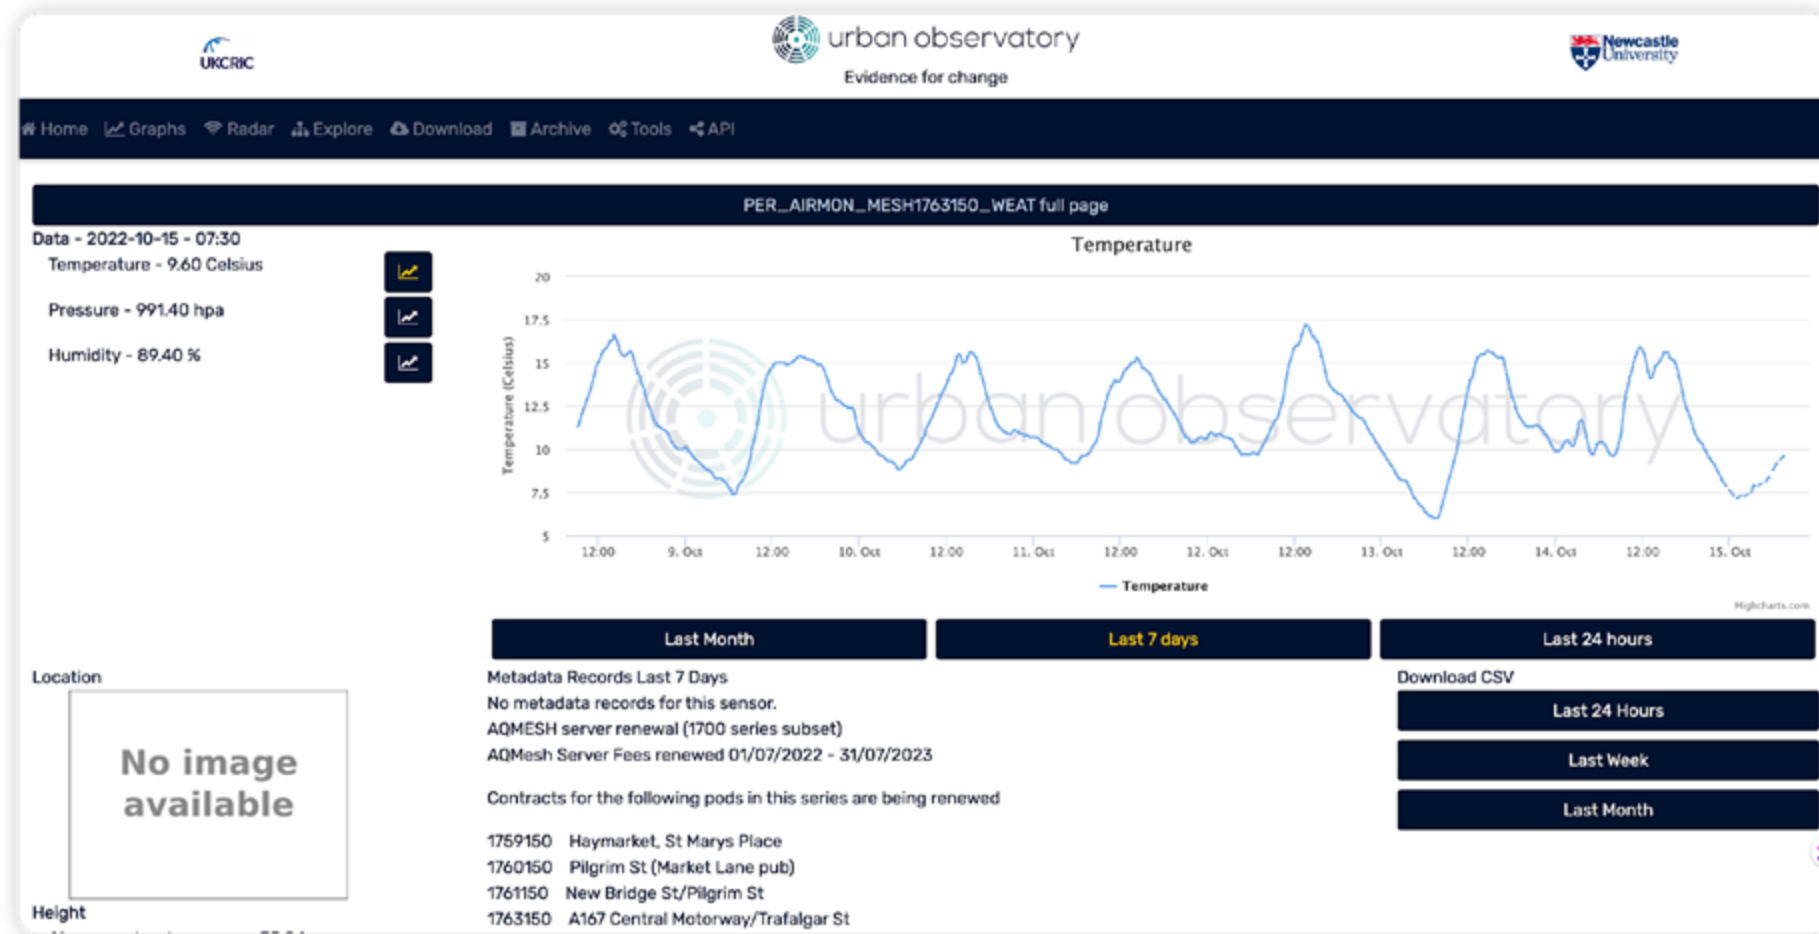 UKCRIC
urban observatory
Evidence for change
Newcastle
University
Home Graphs Radar Explore Download Archive Tools API
PER_AIRMON_MESH1763150_WEAT full page
Data - 2022-10-15 - 07:30
Temperature - 9.60 Celsius
Pressure - 991.40 hpa
Humidity - 89.40 %
Temperature
Temperature (Celsius)
20
17.5
15
12.5
10
7.5
5
urban observatory
12:00 9. Oct 12:00 10. Oct 12:00 11. Oct 12:00 12. Oct 12:00 13. Oct 12:00 14. Oct 12:00 15. Oct
Temperature
Highcharts.com
Last Month Last 7 days Last 24 hours
Location
No image
available
Height
Metadata Records Last 7 Days
No metadata records for this sensor.
AQMESH server renewal (1700 series subset)
AQMesh Server Fees renewed 01/07/2022 - 31/07/2023
Contracts for the following pods in this series are being renewed
1759150 Haymarket, St Marys Place
1760150 Pilgrim St (Market Lane pub)
1761150 New Bridge St/Pilgrim St
1763150 A167 Central Motorway/Trafalgar St
Download CSV
Last 24 Hours
Last Week
Last Month